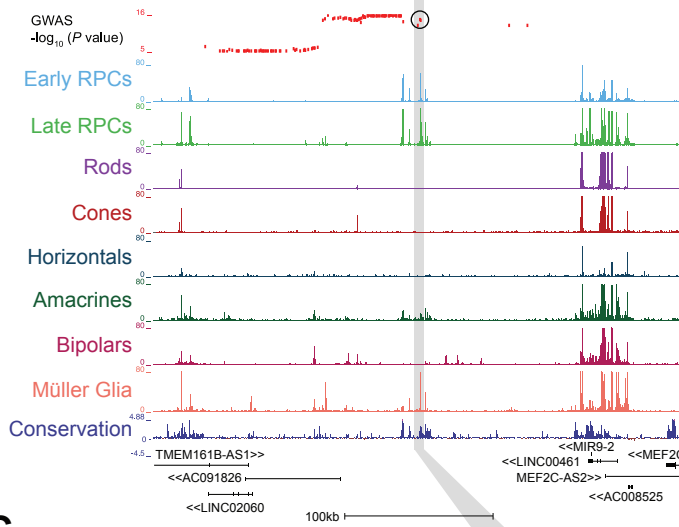 GWAS
-log10 (P value)
16
5
Early RPCs
80
0
Late RPCs
80
0
Rods
80
0
Cones
80
0
Horizontals
80
0
Amacrines
80
0
Bipolars
80
0
Müller Glia
80
0
Conservation
4.88
0
-4.5
<<MIR9-2
TMEM161B-AS1>>
<<LINC00461
<<MEF2C
<<AC091826
MEF2C-AS2>>
<<LINC02060
<<AC008525
100kb